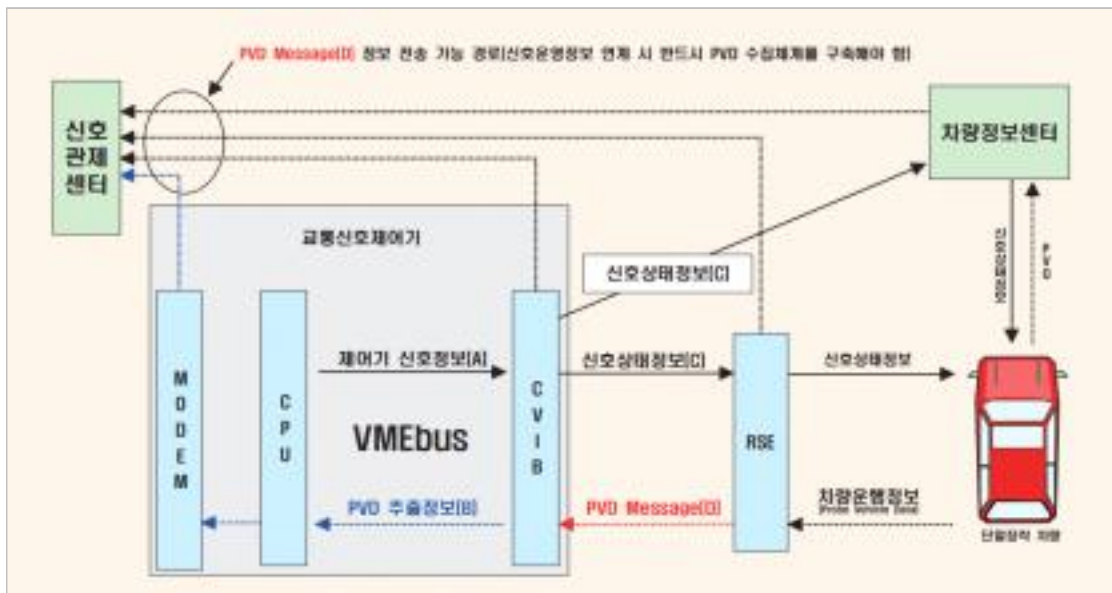 PVD Message(D) 정보 전송 가능 경로(신호운영정보 연계 시 반드시 PVD 수집체계를 구축해야 함)
신호
관제
센터
차량정보센터
교통신호제어기
신호상태정보(C)
신호상태정보
PVD
MODEM
CPU
제어기 신호정보(A)
CVIB
신호상태정보(C)
RSE
신호상태정보
VMEbus
PVD 추출정보(B)
PVD Message(D)
차량운행정보
(Probe Vehicle Data)
단말장착 차량